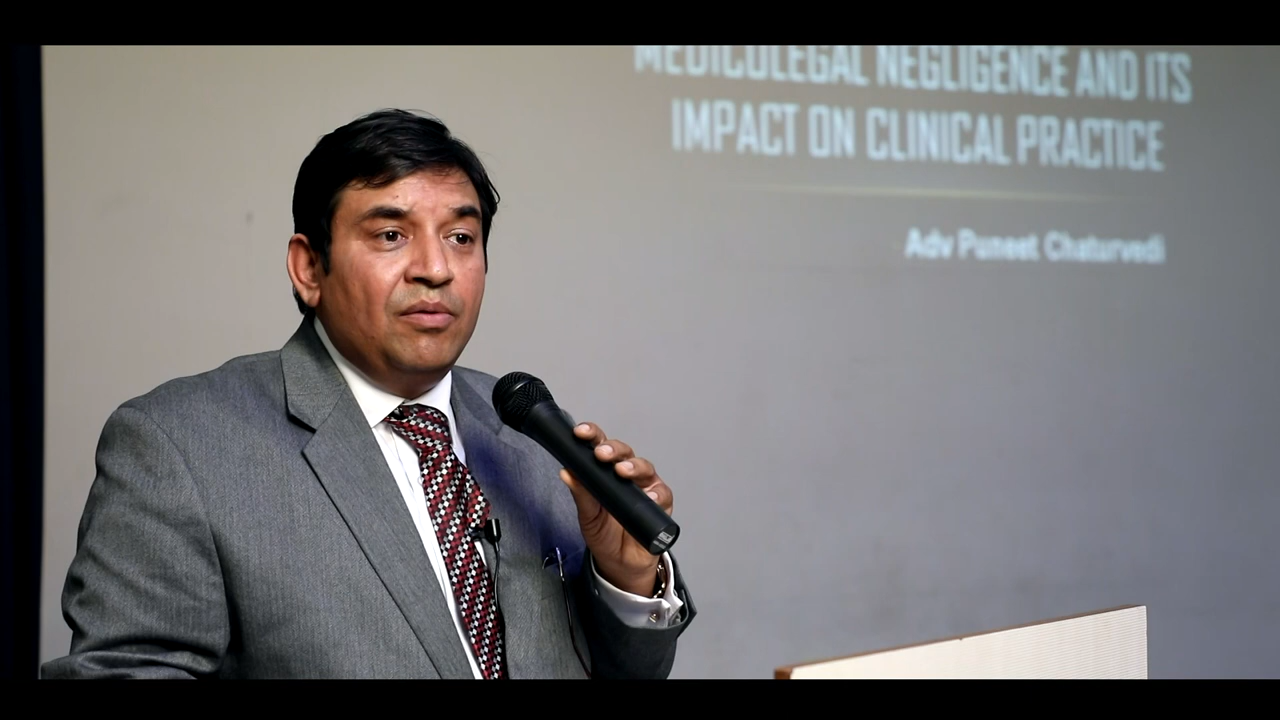 MEDICOLEGAL NEGLIGENCE AND ITS
IMPACT ON CLINICAL PRACTICE
Adv Puneet Chaturvedi